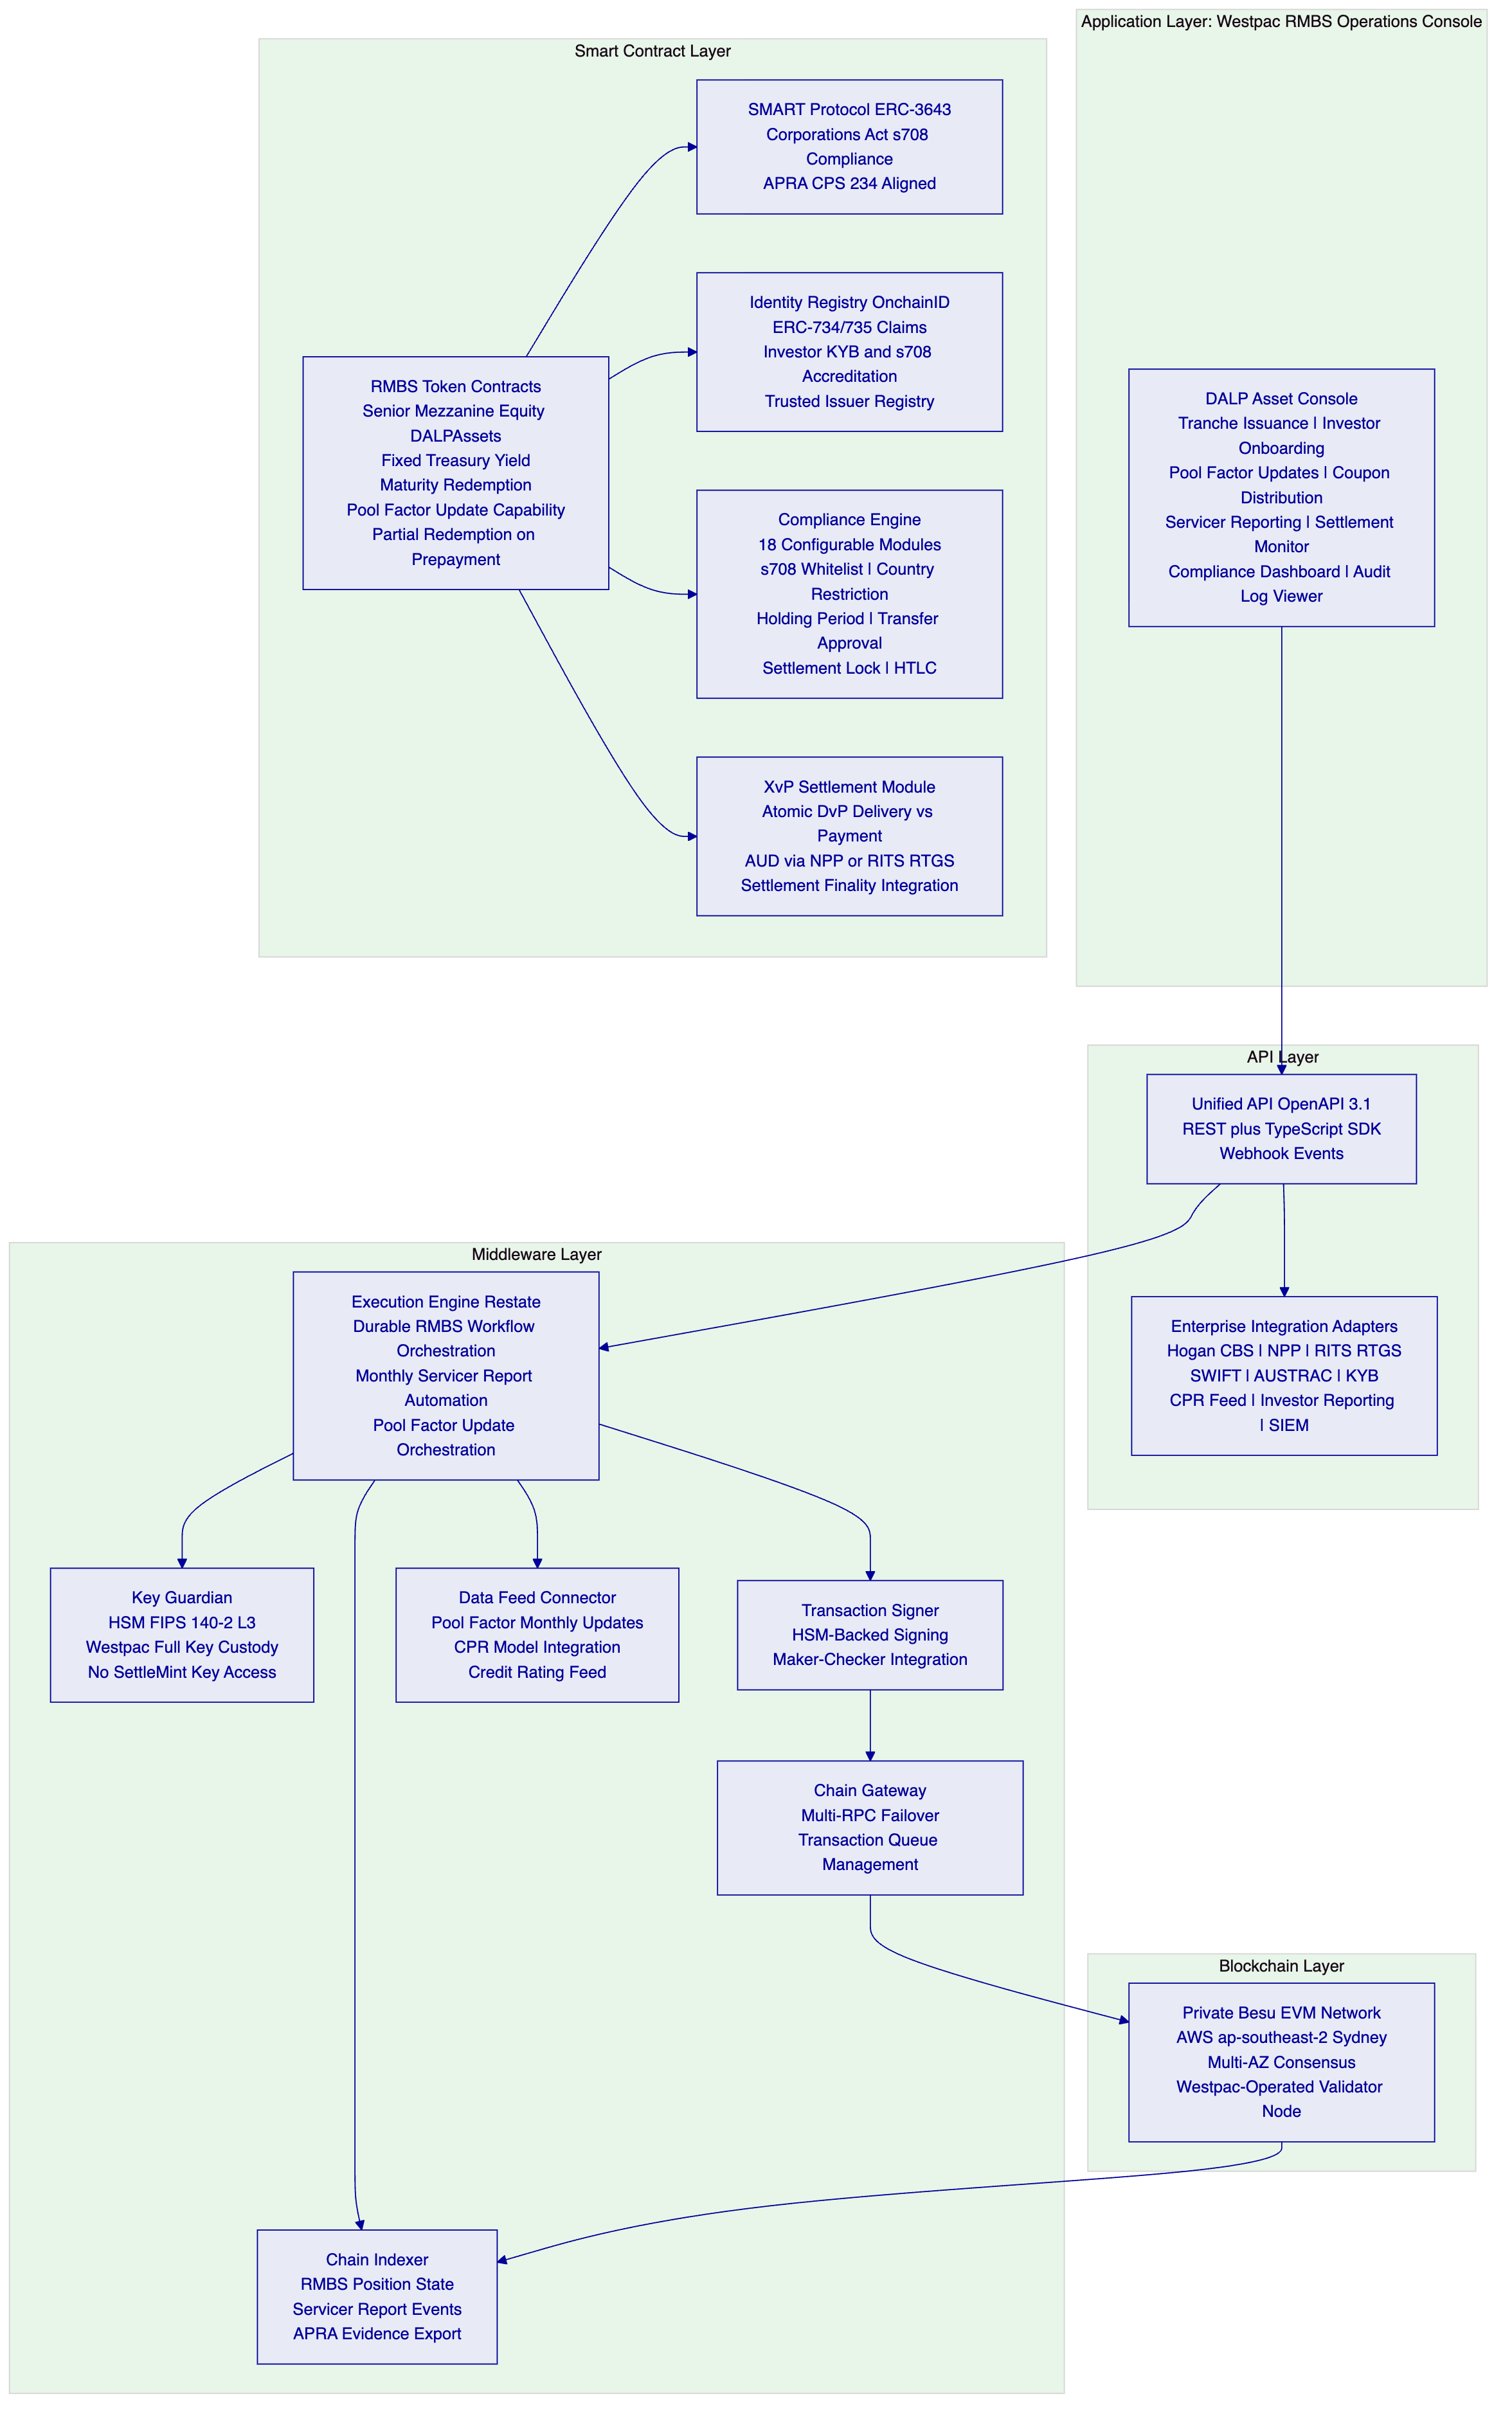 Application Layer: Westpac RMBS Operations Console
Smart Contract Layer
SMART Protocol ERC-3643
Corporations Act s708
Compliance
APRA CPS 234 Aligned
Identity Registry OnchainID
ERC-734/735 Claims
Investor KYB and s708
Accreditation
Trusted Issuer Registry
RMBS Token Contracts
Senior Mezzanine Equity
DALPAssets
Fixed Treasury Yield
Maturity Redemption
Pool Factor Update Capability
Partial Redemption on
Prepayment
DALP Asset Console
Tranche Issuance | Investor
Onboarding
Pool Factor Updates | Coupon
Distribution
Servicer Reporting | Settlement
Monitor
Compliance Dashboard | Audit
Log Viewer
Compliance Engine
18 Configurable Modules
s708 Whitelist | Country
Restriction
Holding Period | Transfer
Approval
Settlement Lock | HTLC
XvP Settlement Module
Atomic DvP Delivery vs
Payment
AUD via NPP or RITS RTGS
Settlement Finality Integration
API Layer
Unified API OpenAPI 3.1
REST plus TypeScript SDK
Webhook Events
Enterprise Integration Adapters
Hogan CBS | NPP | RITS RTGS
SWIFT | AUSTRAC | KYB
CPR Feed | Investor Reporting
| SIEM
Middleware Layer
Execution Engine Restate
Durable RMBS Workflow
Orchestration
Monthly Servicer Report
Automation
Pool Factor Update
Orchestration
Key Guardian
HSM FIPS 140-2 L3
Westpac Full Key Custody
No SettleMint Key Access
Data Feed Connector
Pool Factor Monthly Updates
CPR Model Integration
Credit Rating Feed
Transaction Signer
HSM-Backed Signing
Maker-Checker Integration
Chain Gateway
Multi-RPC Failover
Transaction Queue
Management
Blockchain Layer
Private Besu EVM Network
AWS ap-southeast-2 Sydney
Multi-AZ Consensus
Westpac-Operated Validator
Node
Chain Indexer
RMBS Position State
Servicer Report Events
APRA Evidence Export